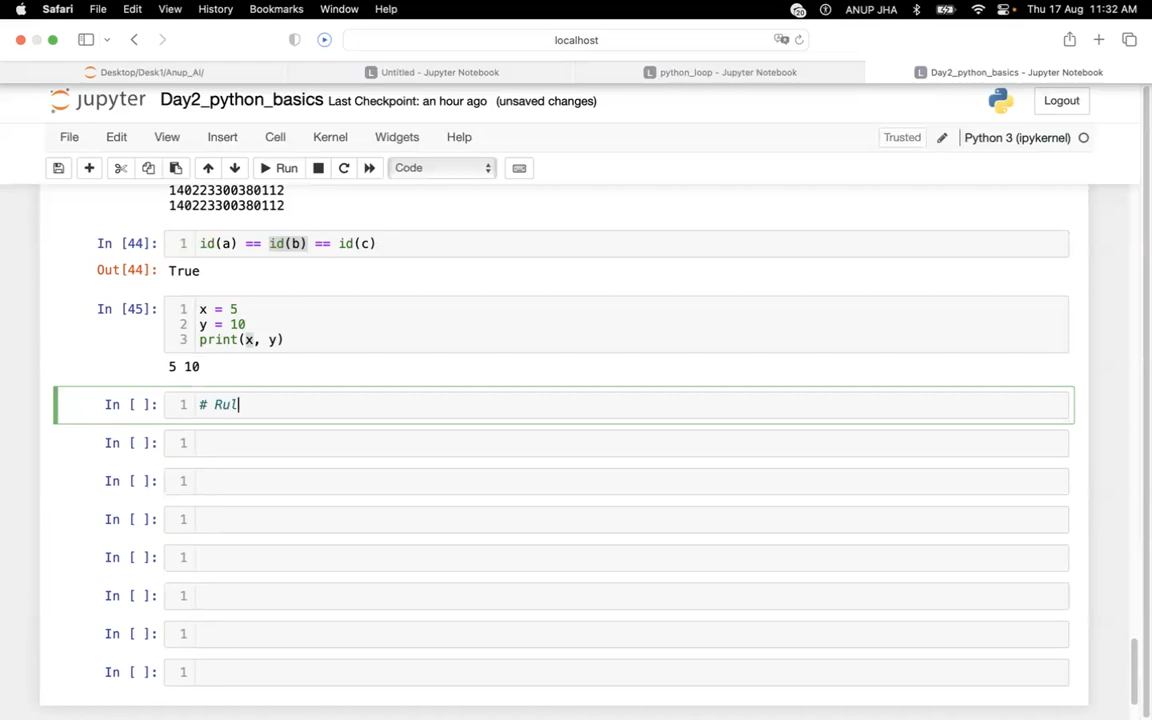 Safari File Edit View History Bookmarks Window Help 20 ANUP JHA Thu 17 Aug 11:32 AM
localhost
Desktop/Desk1/Anup_AI/ L Untitled - Jupyter Notebook L python_loop - Jupyter Notebook L Day2_python_basics - Jupyter Notebook
jupyter Day2_python_basics Last Checkpoint: an hour ago (unsaved changes) Logout
File Edit View Insert Cell Kernel Widgets Help Trusted Python 3 (ipykernel)
Run Code
140223300380112
140223300380112
In [44]: 1 id(a) == id(b) == id(c)
Out[44]: True
In [45]: 1 x = 5
2 y = 10
3 print(x, y)
5 10
In [ ]: 1 # Rul
In [ ]: 1
In [ ]: 1
In [ ]: 1
In [ ]: 1
In [ ]: 1
In [ ]: 1
In [ ]: 1